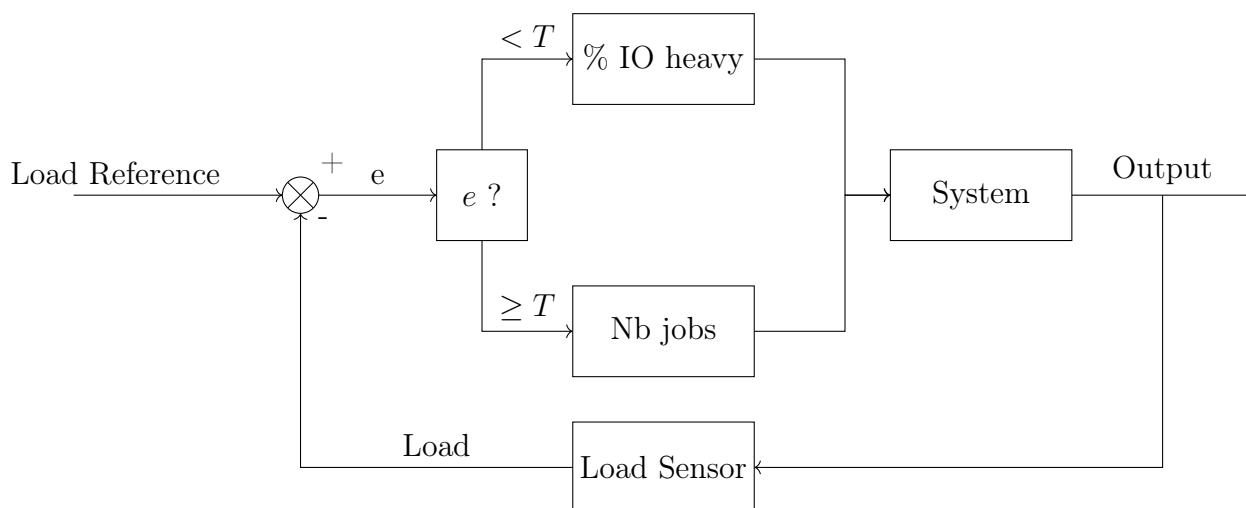 < T
% IO heavy
Load Reference
+
e
-
e ?
System
Output
≥ T
Nb jobs
Load
Load Sensor